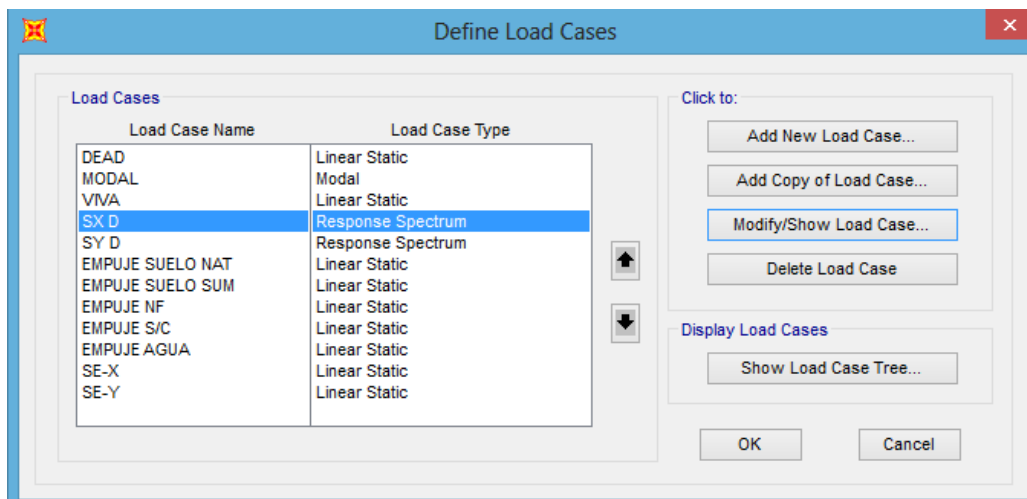 Define Load Cases
Load Cases
Load Case Name Load Case Type
DEAD Linear Static
MODAL Modal
VIVA Linear Static
SX D Response Spectrum
SY D Response Spectrum
EMPUJE SUELO NAT Linear Static
EMPUJE SUELO SUM Linear Static
EMPUJE NF Linear Static
EMPUJE S/C Linear Static
EMPUJE AGUA Linear Static
SE-X Linear Static
SE-Y Linear Static
Click to:
Add New Load Case...
Add Copy of Load Case...
Modify/Show Load Case...
Delete Load Case
Display Load Cases
Show Load Case Tree...
OK Cancel